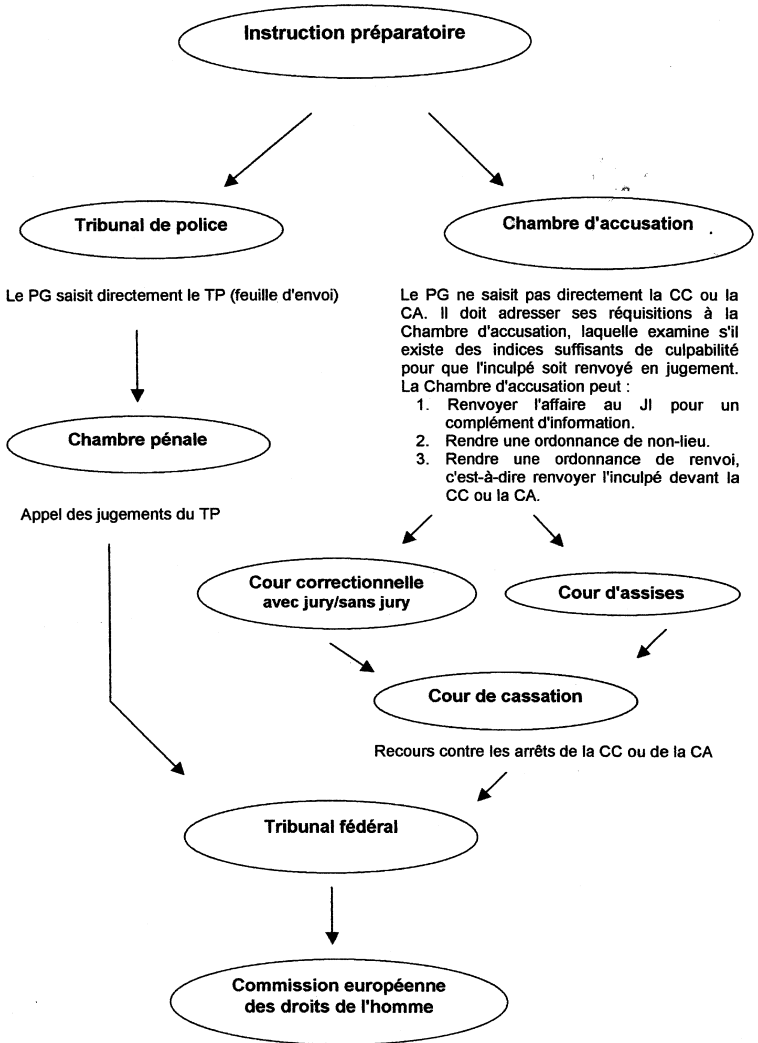 Instruction préparatoire
Tribunal de police
Chambre d'accusation
Le PG saisit directement le TP (feuille d'envoi)
Le PG ne saisit pas directement la CC ou la
CA. Il doit adresser ses réquisitions à la
Chambre d'accusation, laquelle examine s'il
existe des indices suffisants de culpabilité
pour que l'inculpé soit renvoyé en jugement.
La Chambre d'accusation peut :
1. Renvoyer l'affaire au JI pour un
complément d'information.
2. Rendre une ordonnance de non-lieu.
3. Rendre une ordonnance de renvoi,
c'est-à-dire renvoyer l'inculpé devant la
CC ou la CA.
Chambre pénale
Appel des jugements du TP
Cour correctionnelle
avec jury/sans jury
Cour d'assises
Cour de cassation
Recours contre les arrêts de la CC ou de la CA
Tribunal fédéral
Commission européenne
des droits de l'homme